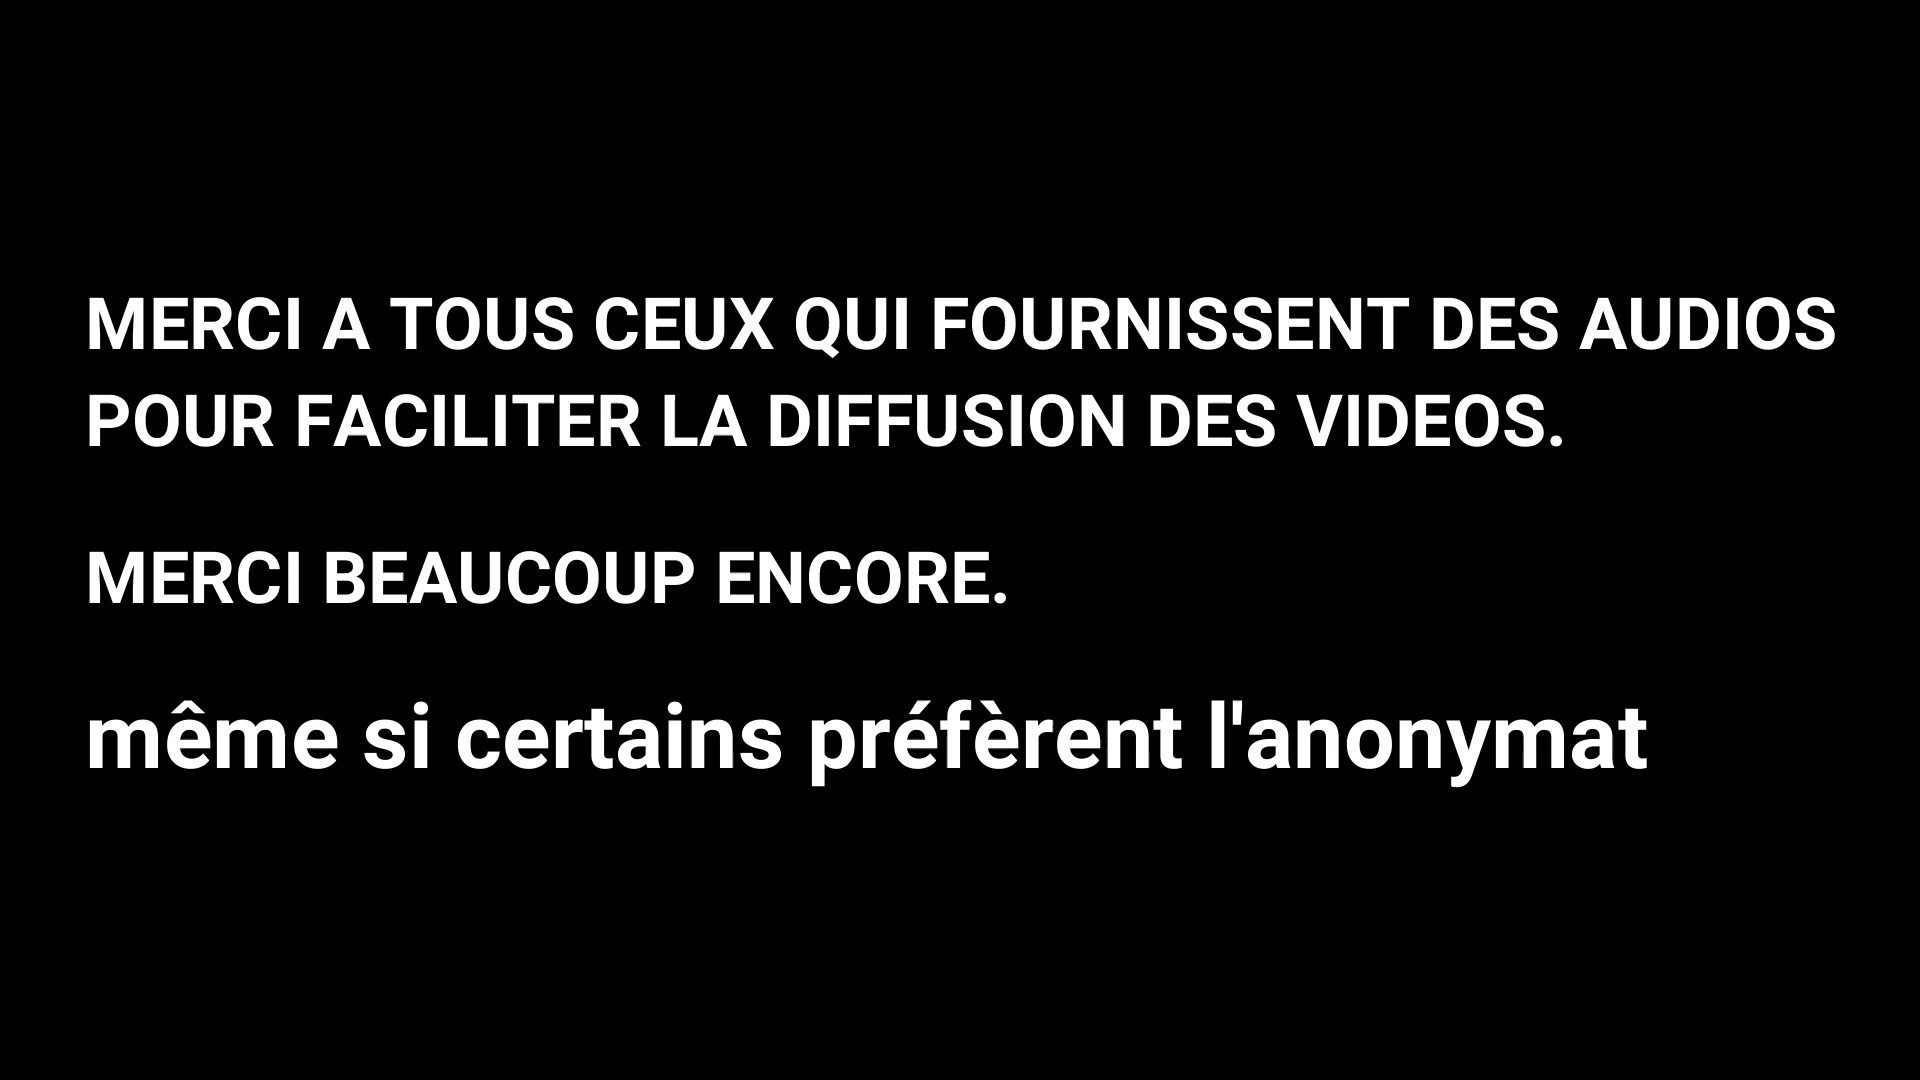 MERCI A TOUS CEUX QUI FOURNISSENT DES AUDIOS
POUR FACILITER LA DIFFUSION DES VIDEOS.
MERCI BEAUCOUP ENCORE.
même si certains préfèrent l'anonymat